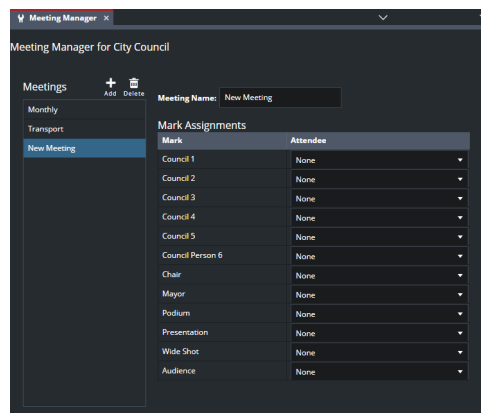 Meeting Manager ×
Meeting Manager for City Council
Meetings
Add Delete
Monthly
Transport
New Meeting
Meeting Name: New Meeting
Mark Assignments
Mark Attendee
Council 1 None
Council 2 None
Council 3 None
Council 4 None
Council 5 None
Council Person 6 None
Chair None
Mayor None
Podium None
Presentation None
Wide Shot None
Audience None